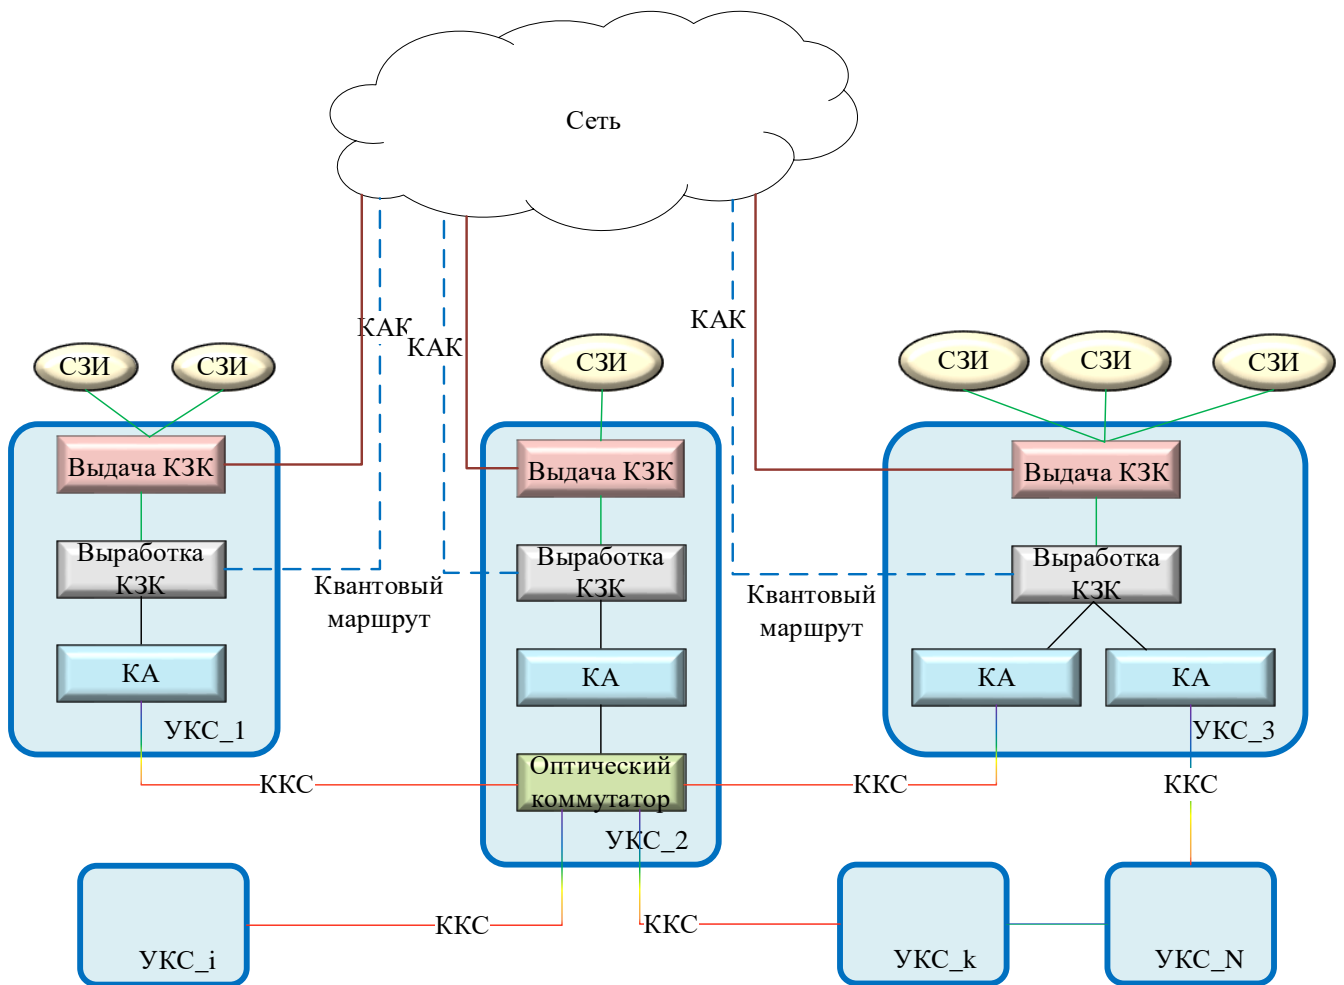 Сеть
КАК
КАК
КАК
СЗИ
СЗИ
СЗИ
СЗИ
СЗИ
СЗИ
Выдача КЗК
Выдача КЗК
Выдача КЗК
Выработка
КЗК
Выработка
КЗК
Выработка
КЗК
Квантовый
маршрут
Квантовый
маршрут
КА
КА
КА
КА
УКС_1
УКС_3
Оптический
коммутатор
ККС
ККС
ККС
УКС_2
ККС
ККС
УКС_i
УКС_k
УКС_N